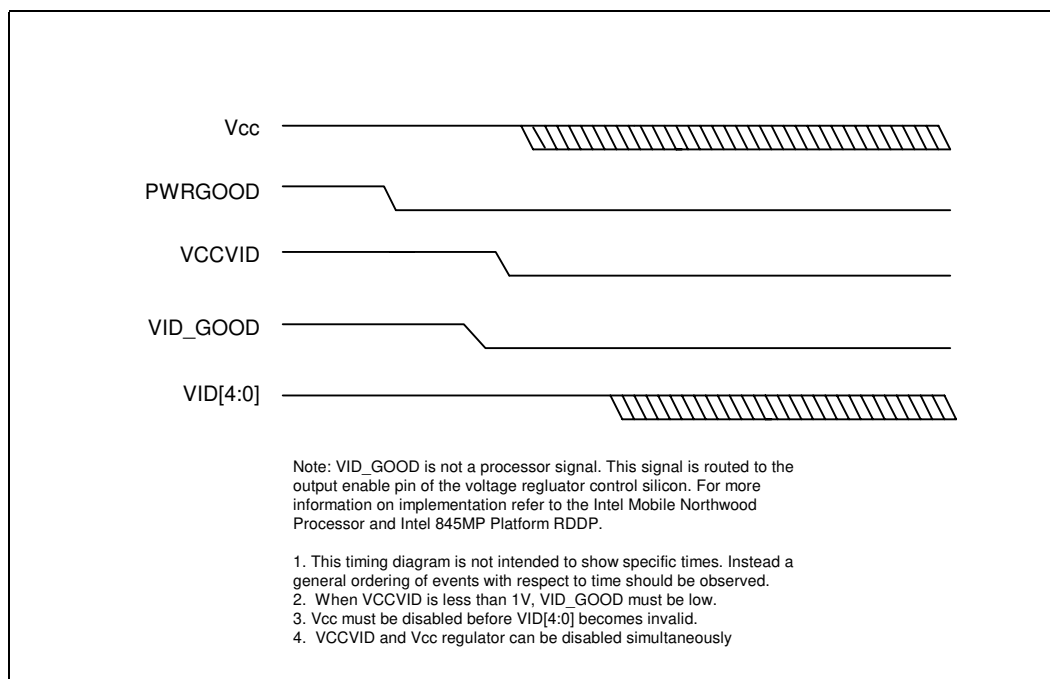 Vcc
PWRGOOD
VCCVID
VID_GOOD
VID[4:0]
Note: VID_GOOD is not a processor signal. This signal is routed to the
output enable pin of the voltage regluator control silicon. For more
information on implementation refer to the Intel Mobile Northwood
Processor and Intel 845MP Platform RDDP.
1. This timing diagram is not intended to show specific times. Instead a
general ordering of events with respect to time should be observed.
2. When VCCVID is less than 1V, VID_GOOD must be low.
3. Vcc must be disabled before VID[4:0] becomes invalid.
4. VCCVID and Vcc regulator can be disabled simultaneously